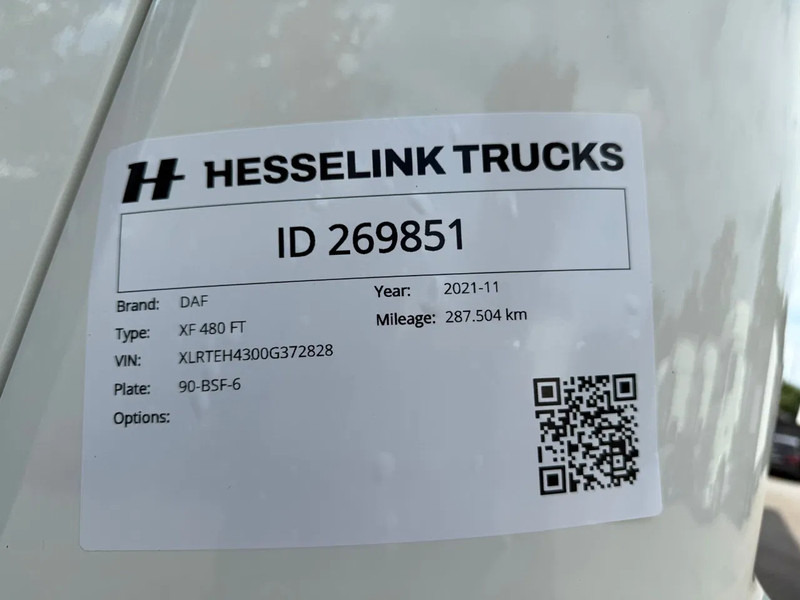 H HESSELINK TRUCKS
ID 269851
Brand: DAF
Year: 2021-11
Type: XF 480 FT
Mileage: 287.504 km
VIN: XLRTEH4300G372828
Plate: 90-BSF-6
Options: